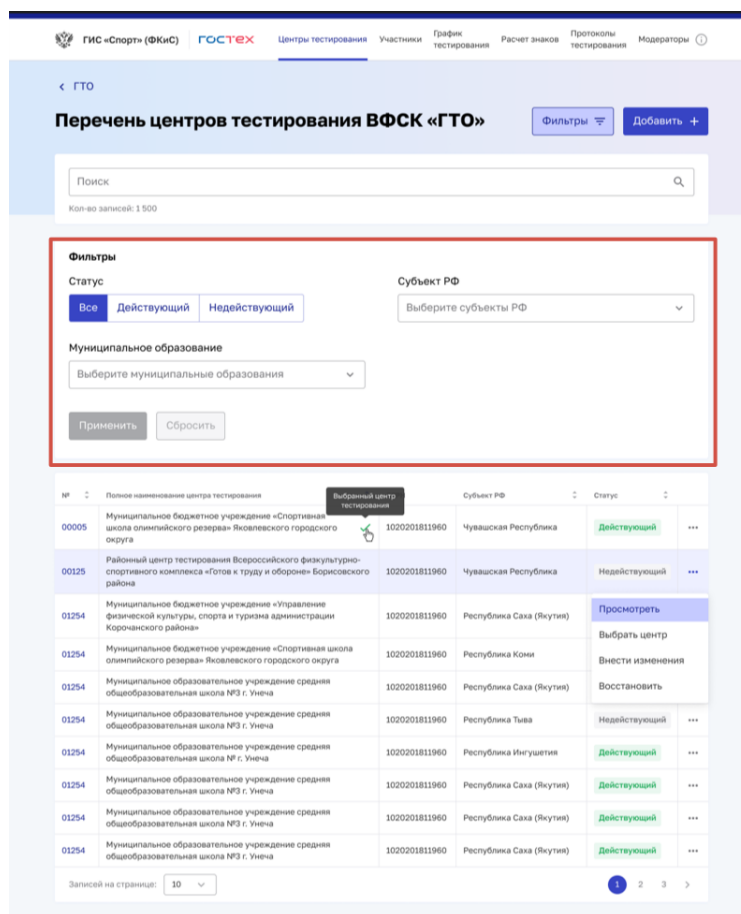 ГИС «Спорт» (ФКиС)
ГОСТЕХ
Центры тестирования
Участники
График
тестирования
Расчет знаков
Протоколы
тестирования
Модераторы
ГТО
Перечень центров тестирования ВФСК «ГТО»
Фильтры
Добавить +
Поиск
Кол-во записей: 1 500
Фильтры
Статус
Субъект РФ
Все
Действующий
Недействующий
Выберите субъекты РФ
Муниципальное образование
Выберите муниципальные образования
Применить
Сбросить
№
Полное наименование центра тестирования
Выбранный центр
тестирования
Субъект РФ
Статус
Муниципальное бюджетное учреждение «Спортивная
00005 школа олимпийского резерва» Яковлевского городского 1020201811960 Чувашская Республика Действующий ...
округа
Районный центр тестирования Всероссийского физкультурно-
00125 спортивного комплекса «Готов к труду и обороне» Борисовского 1020201811960 Чувашская Республика Недействующий ...
района
Муниципальное бюджетное учреждение «Управление
01254 физической культуры, спорта и туризма администрации 1020201811960 Республика Саха (Якутия)
Корочанского района»
Просмотреть
Выбрать центр
Внести изменения
Восстановить
Муниципальное бюджетное учреждение «Спортивная школа
01254 олимпийского резерва» Яковлевского городского округа 1020201811960 Республика Коми
Муниципальное образовательное учреждение средняя
01254 общеобразовательная школа №3 г. Унеча 1020201811960 Республика Саха (Якутия)
Муниципальное образовательное учреждение средняя
01254 общеобразовательная школа №3 г. Унеча 1020201811960 Республика Тыва Недействующий ...
Муниципальное образовательное учреждение средняя
01254 общеобразовательная школа № г. Унеча 1020201811960 Республика Ингушетия Действующий ...
Муниципальное образовательное учреждение средняя
01254 общеобразовательная школа №3 г. Унеча 1020201811960 Республика Саха (Якутия) Действующий ...
Муниципальное образовательное учреждение средняя
01254 общеобразовательная школа №3 г. Унеча 1020201811960 Республика Саха (Якутия) Действующий ...
Муниципальное образовательное учреждение средняя
01254 общеобразовательная школа №3 г. Унеча 1020201811960 Республика Саха (Якутия) Действующий ...
Записей на странице: 10
1 2 3